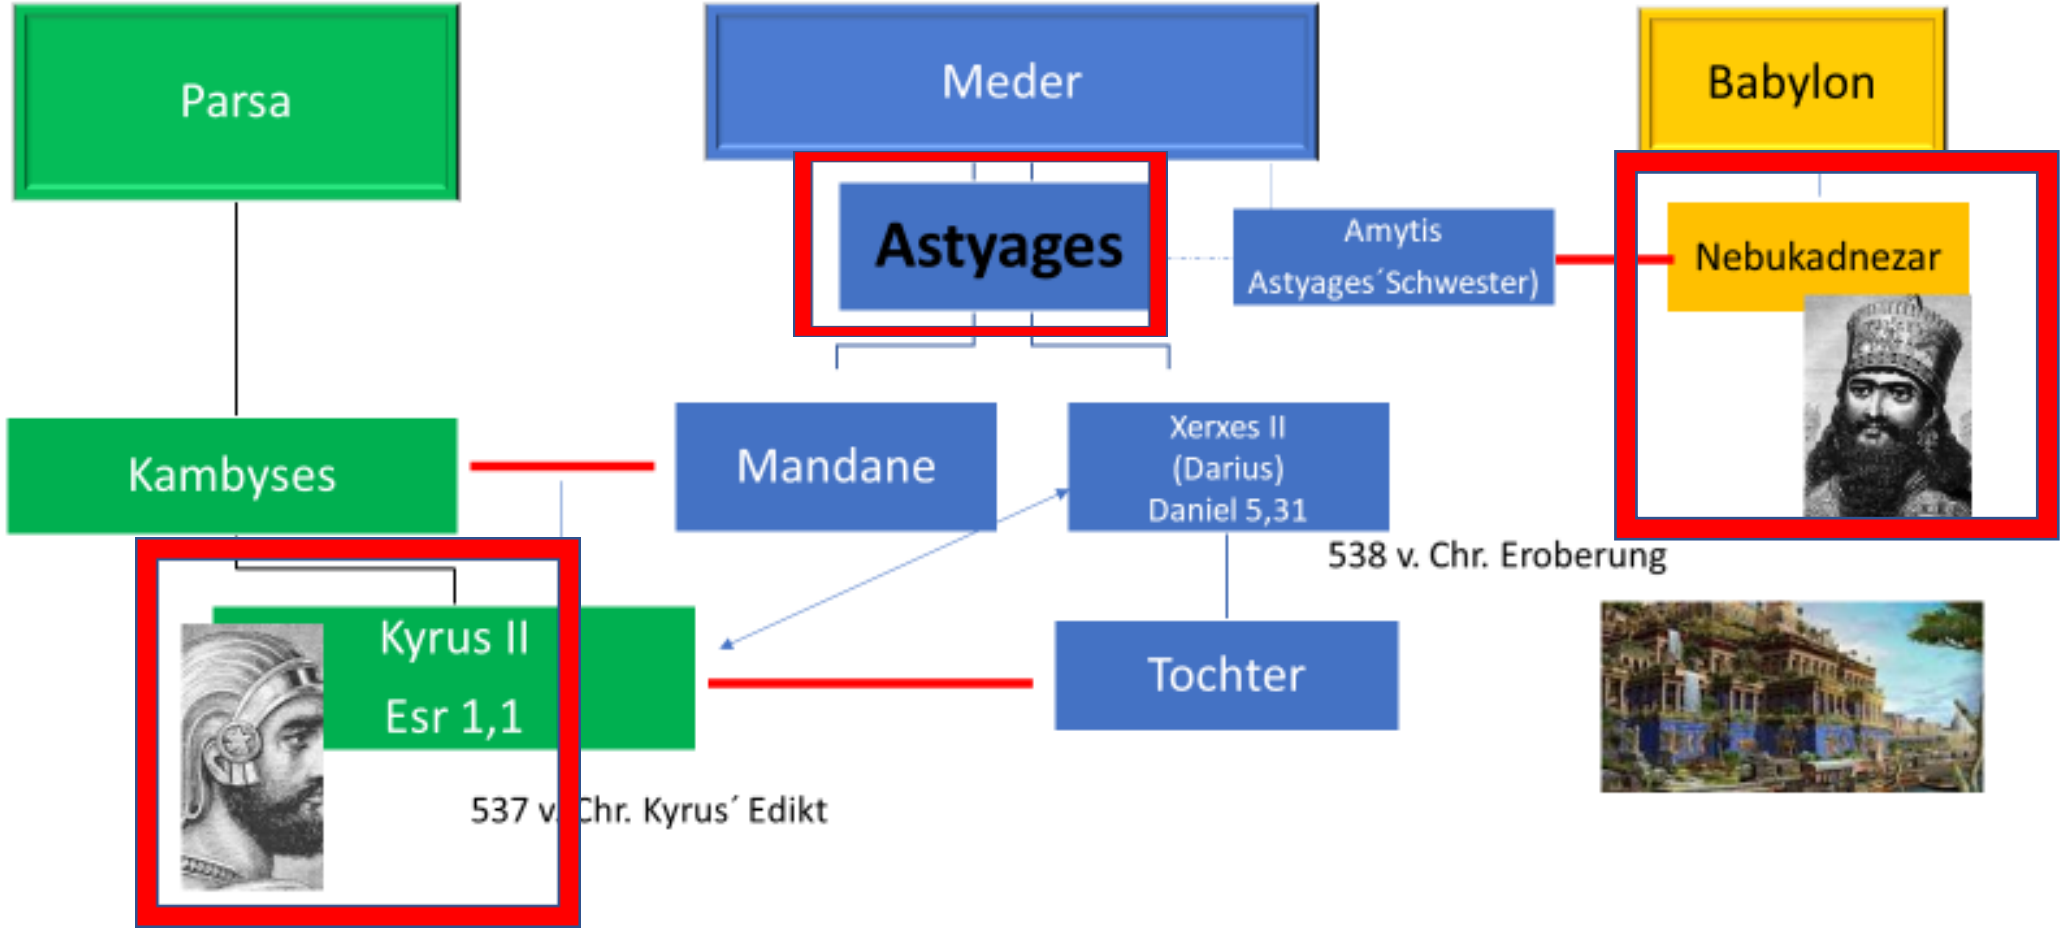 Parsa
Meder
Babylon
Astyages
Amytis
Astyages´Schwester)
Nebukadnezar
Kambyses
Mandane
Xerxes II
(Darius)
Daniel 5,31
538 v. Chr. Eroberung
Kyrus II
Esr 1,1
Tochter
537 v. Chr. Kyrus´ Edikt